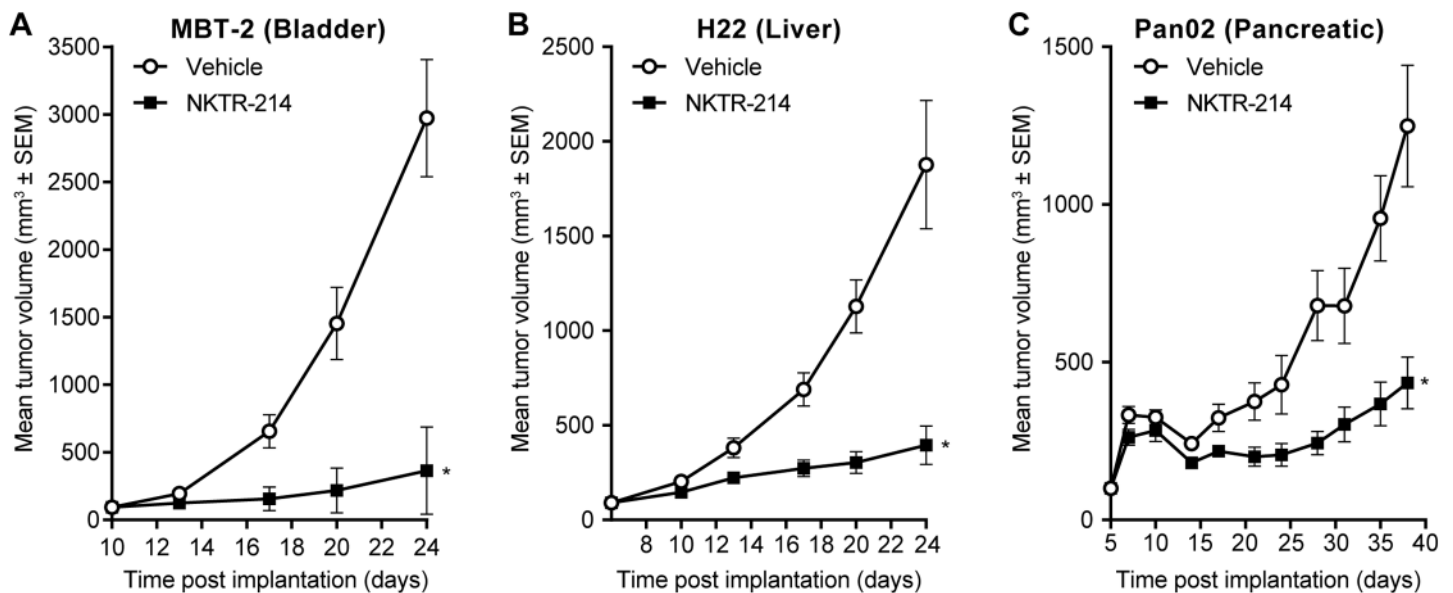 A
MBT-2 (Bladder)
Vehicle
NKTR-214
Mean tumor volume (mm³ ± SEM)
3500
3000
2500
2000
1500
1000
500
0
*
10 12 14 16 18 20 22 24
Time post implantation (days)
B
H22 (Liver)
Vehicle
NKTR-214
Mean tumor volume (mm³ ± SEM)
2500
2000
1500
1000
500
0
*
8 10 12 14 16 18 20 22 24
Time post implantation (days)
C
Pan02 (Pancreatic)
Vehicle
NKTR-214
Mean tumor volume (mm³ ± SEM)
1500
1000
500
0
*
5 10 15 20 25 30 35 40
Time post implantation (days)